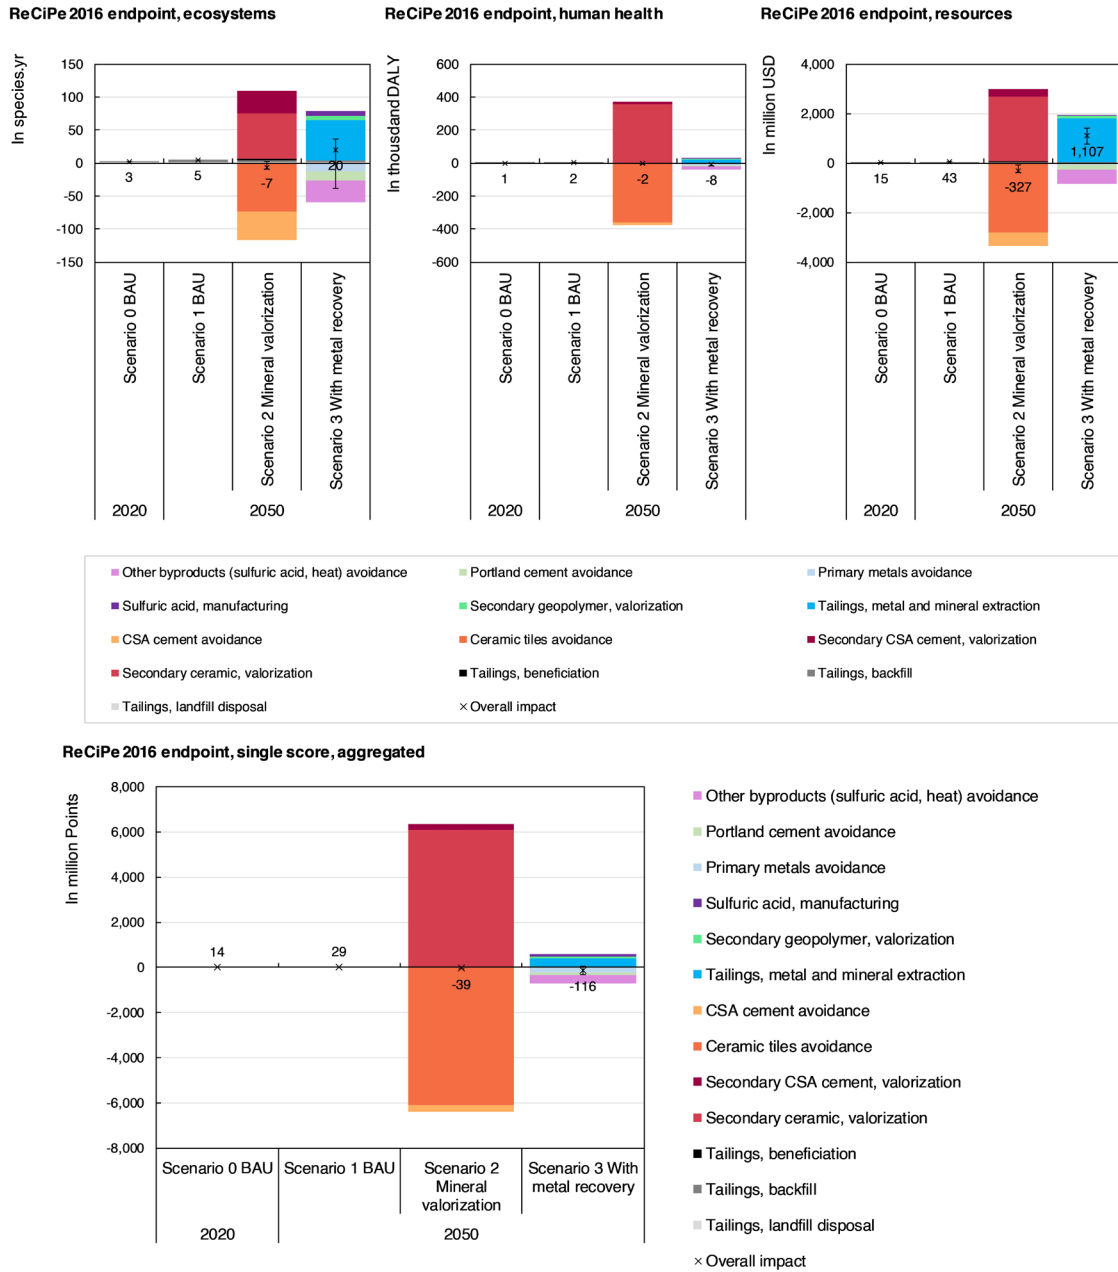 ReCiPe 2016 endpoint, ecosystems
In species.yr
150
100
50
0
-50
-100
-150
3
5
-7
20
Scenario 0 BAU
Scenario 1 BAU
Scenario 2 Mineral valorization
Scenario 3 With metal recovery
2020
2050
ReCiPe 2016 endpoint, human health
In thousand DALY
600
400
200
0
-200
-400
-600
1
2
-2
-8
Scenario 0 BAU
Scenario 1 BAU
Scenario 2 Mineral valorization
Scenario 3 With metal recovery
2020
2050
ReCiPe 2016 endpoint, resources
In million USD
4,000
2,000
0
-2,000
-4,000
15
43
-327
1,107
Scenario 0 BAU
Scenario 1 BAU
Scenario 2 Mineral valorization
Scenario 3 With metal recovery
2020
2050
Other byproducts (sulfuric acid, heat) avoidance
Portland cement avoidance
Primary metals avoidance
Sulfuric acid, manufacturing
Secondary geopolymer, valorization
Tailings, metal and mineral extraction
CSA cement avoidance
Ceramic tiles avoidance
Secondary CSA cement, valorization
Secondary ceramic, valorization
Tailings, beneficiation
Tailings, backfill
Tailings, landfill disposal
Overall impact
ReCiPe 2016 endpoint, single score, aggregated
In million Points
8,000
6,000
4,000
2,000
0
-2,000
-4,000
-6,000
-8,000
14
29
-39
-116
Scenario 0 BAU
Scenario 1 BAU
Scenario 2
Mineral
valorization
Scenario 3 With
metal recovery
2020
2050
Other byproducts (sulfuric acid, heat) avoidance
Portland cement avoidance
Primary metals avoidance
Sulfuric acid, manufacturing
Secondary geopolymer, valorization
Tailings, metal and mineral extraction
CSA cement avoidance
Ceramic tiles avoidance
Secondary CSA cement, valorization
Secondary ceramic, valorization
Tailings, beneficiation
Tailings, backfill
Tailings, landfill disposal
Overall impact